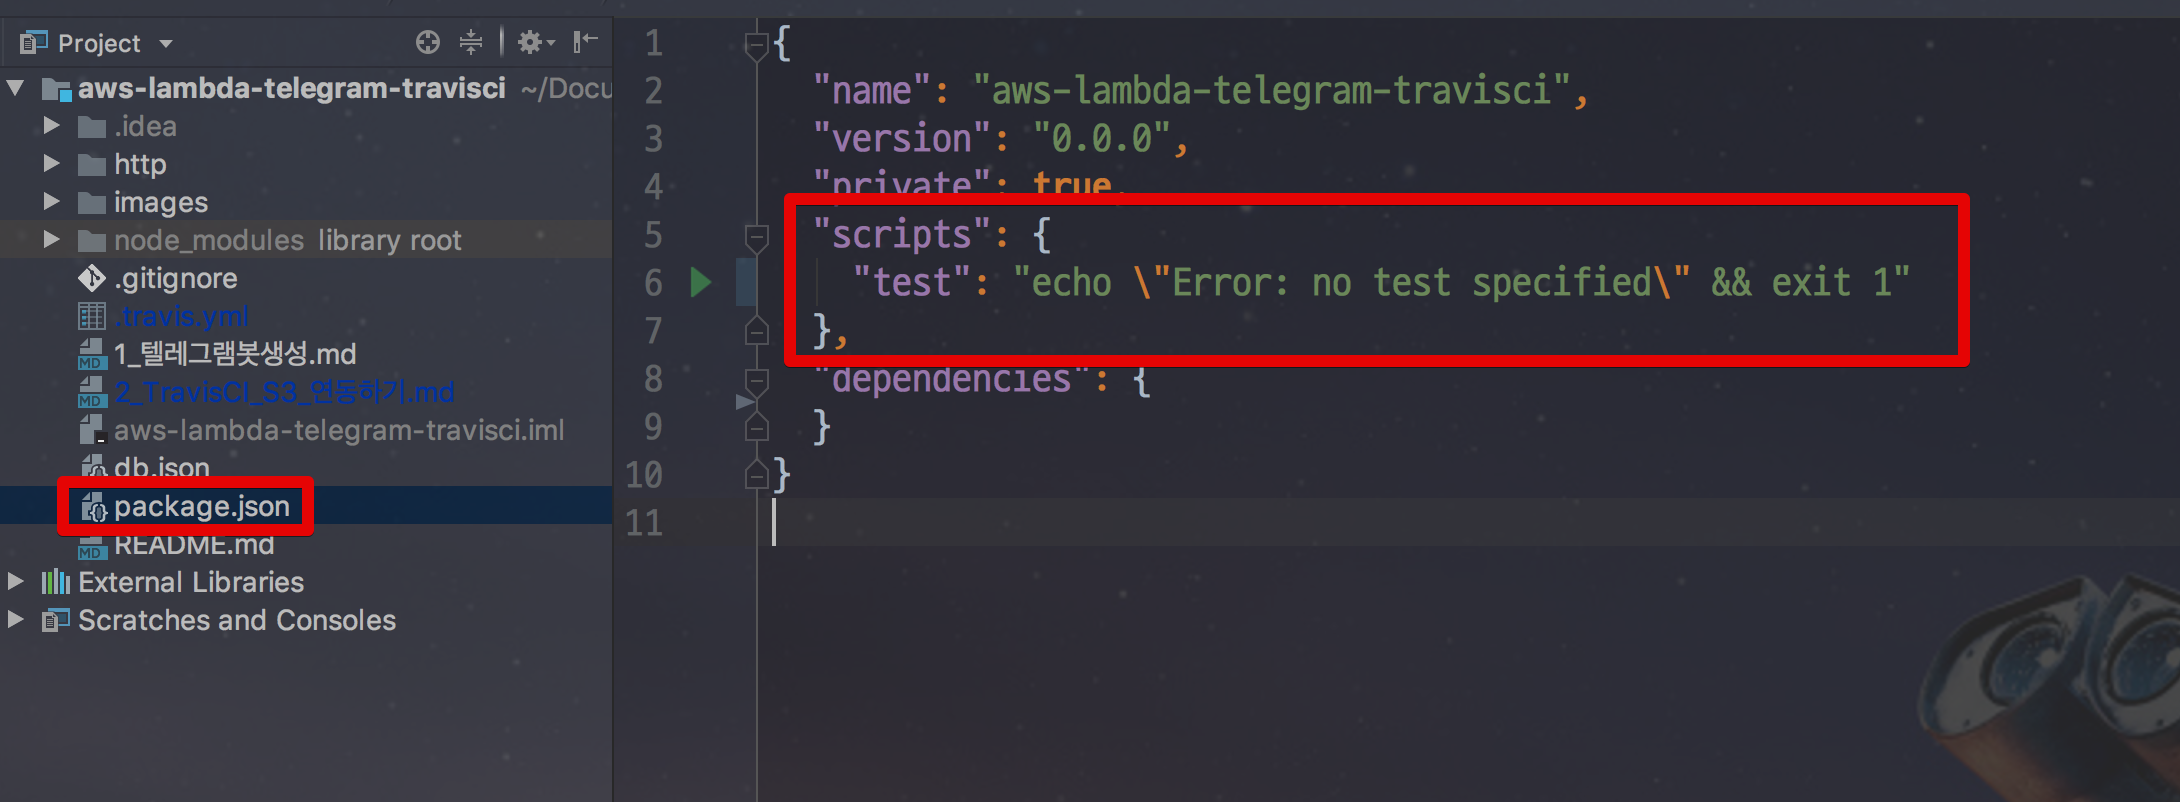 Project
aws-lambda-telegram-travisci ~/Docu
.idea
http
images
node_modules library root
.gitignore
.travis.yml
1_텔레그램봇생성.md
2_TravisCI_S3_연동하기.md
aws-lambda-telegram-travisci.iml
db.json
package.json
README.md
External Libraries
Scratches and Consoles
1 {
2 "name": "aws-lambda-telegram-travisci",
3 "version": "0.0.0",
4 "private": true,
5 "scripts": {
6 "test": "echo \"Error: no test specified\" && exit 1"
7 },
8 "dependencies": {
9 }
10 }
11